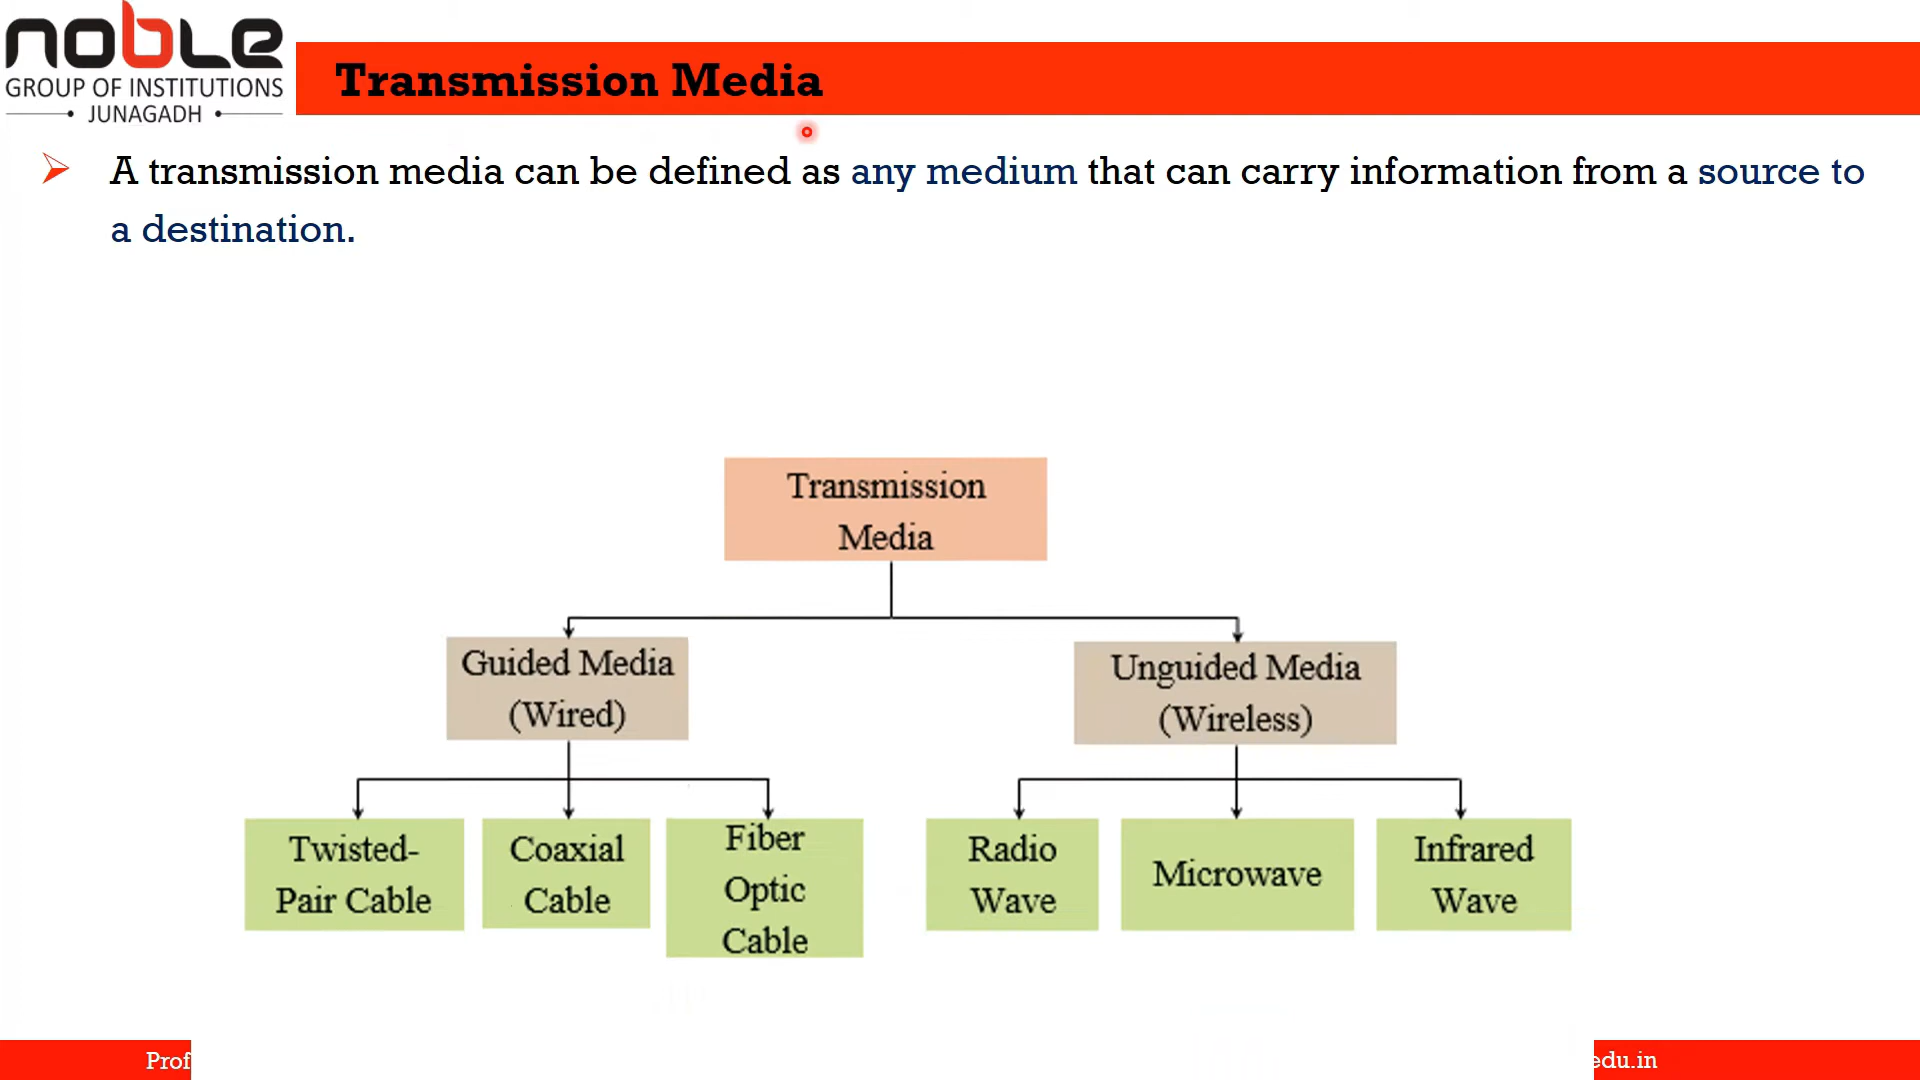 noble
GROUP OF INSTITUTIONS
JUNAGADH
Transmission Media
A transmission media can be defined as any medium that can carry information from a source to
a destination.
Transmission
Media
Guided Media
(Wired)
Unguided Media
(Wireless)
Twisted-
Pair Cable
Coaxial
Cable
Fiber
Optic
Cable
Radio
Wave
Microwave
Infrared
Wave
Prof
edu.in